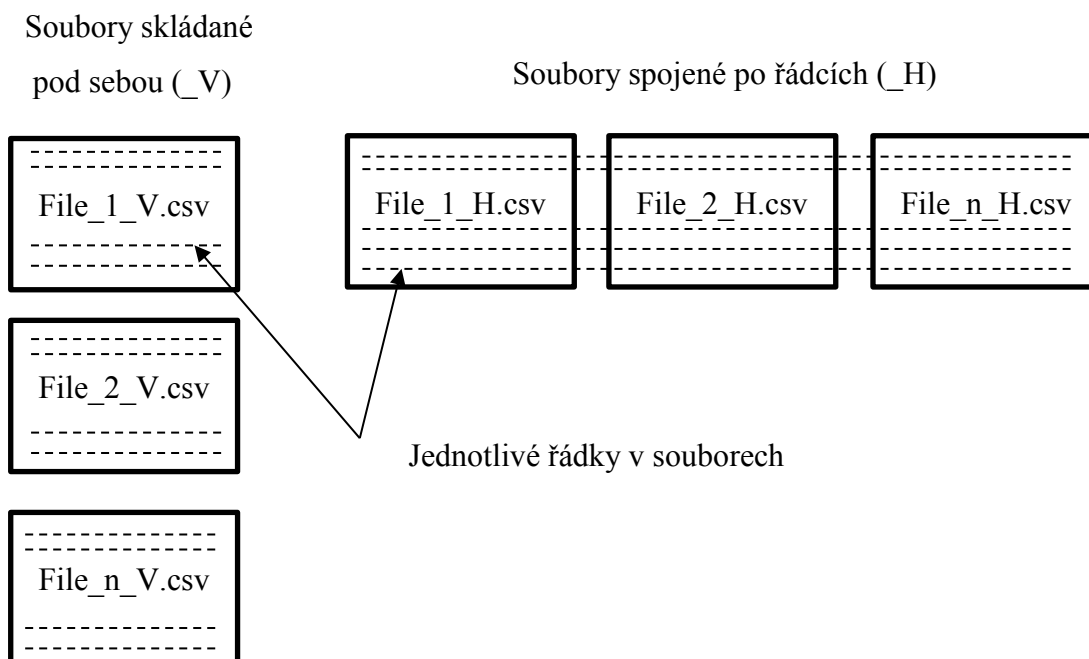 Soubory skládané
pod sebou (_V)
Soubory spojené po řádcích (_H)
File_1_V.csv
File_1_H.csv
File_2_H.csv
File_n_H.csv
File_2_V.csv
Jednotlivé řádky v souborech
File_n_V.csv